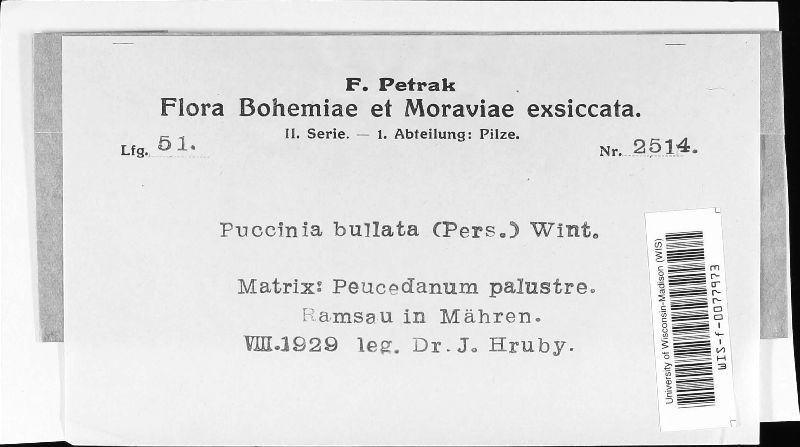 F. Petrak
Flora Bohemiae et Moraviae exsiccata.
II. Serie. — 1. Abteilung: Pilze.
Lfg. 51.
Nr. 2514.
Puccinia bullata (Pers.) Wint.
Matrix: Peucedanum palustre.
Ramsau in Mähren.
VIII.1929 leg. Dr. J. Hruby.
University of Wisconsin-Madison (WIS)
WIS-f-0077973